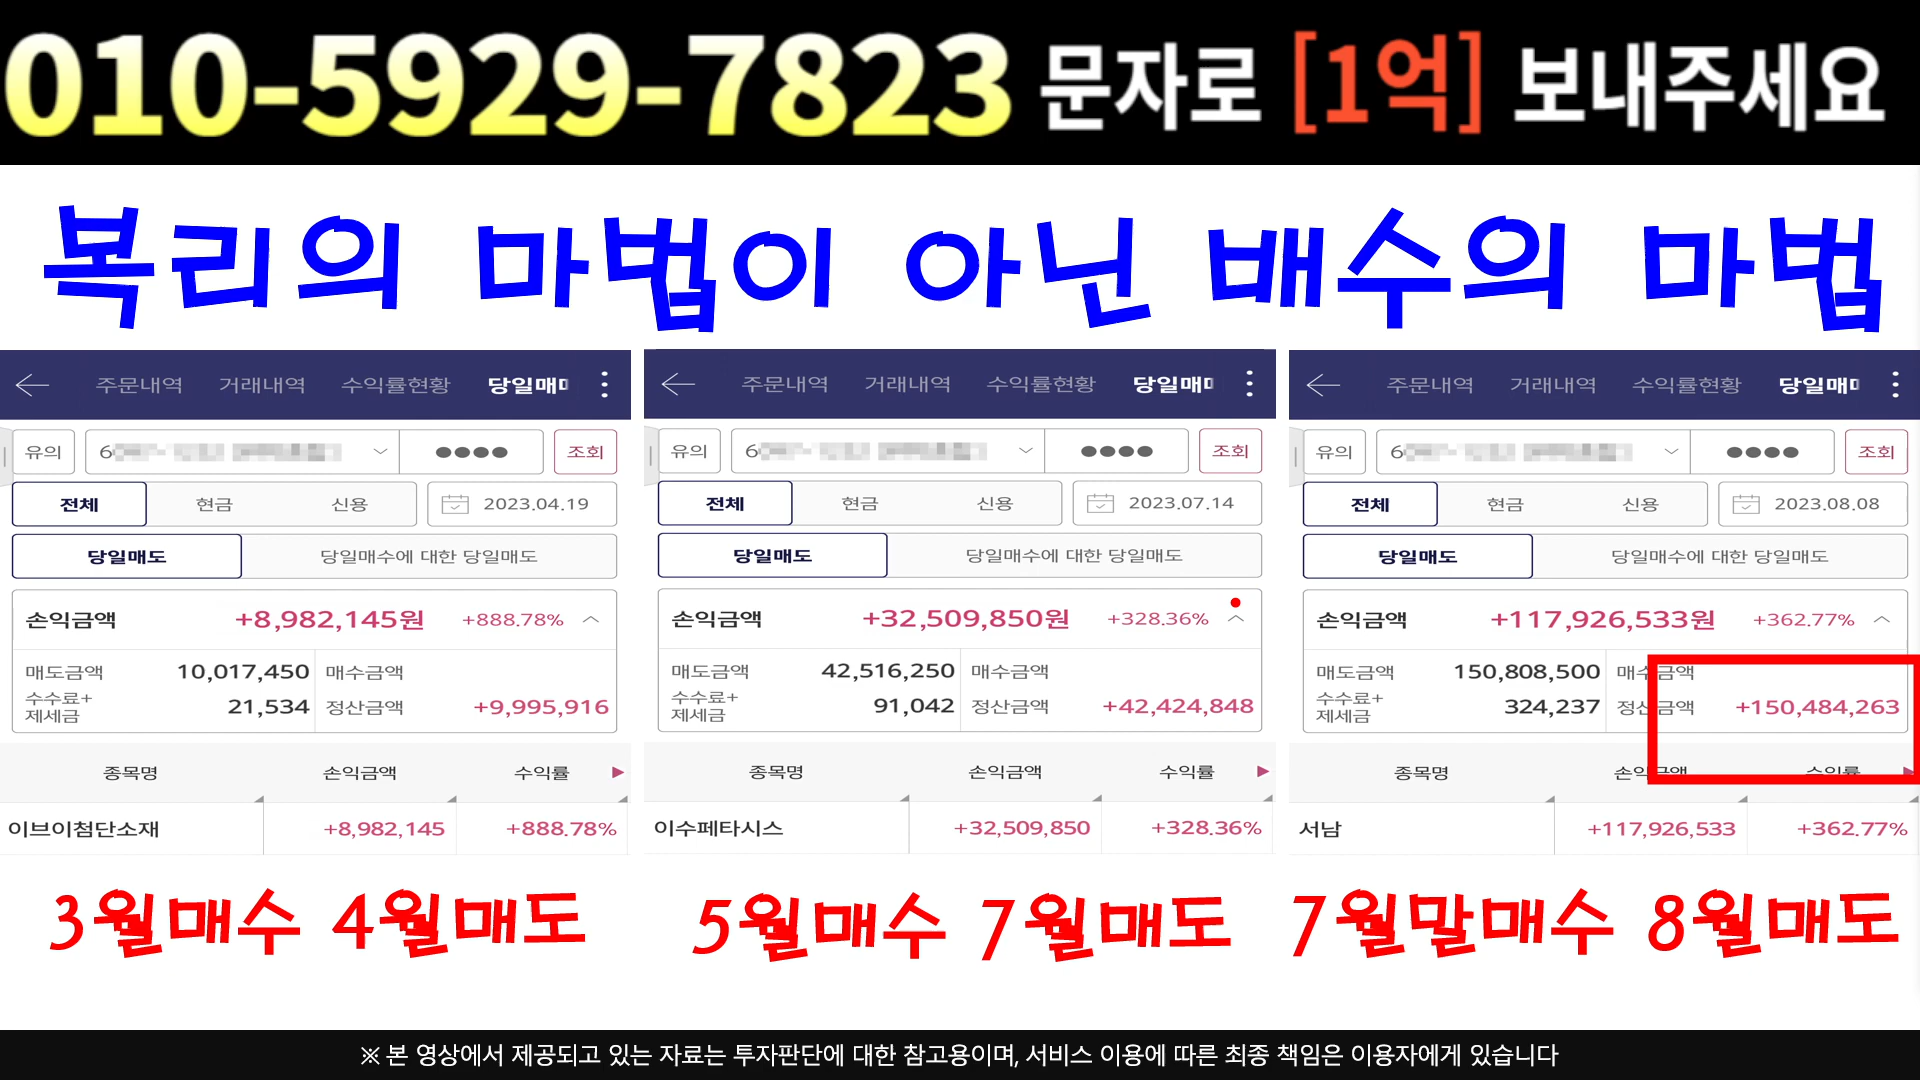 010-5929-7823 문자로 [1억] 보내주세요
복리의 마법이 아닌 배수의 마법
주문내역 거래내역 수익률현황 당일매
유의 6 ●●●● 조회
전체 현금 신용 2023.04.19
당일매도 당일매수에 대한 당일매도
손익금액 +8,982,145원 +888.78%
매도금액 10,017,450 매수금액
수수료+
제세금 21,534 정산금액 +9,995,916
종목명 손익금액 수익률
이브이첨단소재 +8,982,145 +888.78%
3월매수 4월매도
주문내역 거래내역 수익률현황 당일매
유의 6 ●●●● 조회
전체 현금 신용 2023.07.14
당일매도 당일매수에 대한 당일매도
손익금액 +32,509,850원 +328.36%
매도금액 42,516,250 매수금액
수수료+
제세금 91,042 정산금액 +42,424,848
종목명 손익금액 수익률
이수페타시스 +32,509,850 +328.36%
5월매수 7월매도
주문내역 거래내역 수익률현황 당일매
유의 6 ●●●● 조회
전체 현금 신용 2023.08.08
당일매도 당일매수에 대한 당일매도
손익금액 +117,926,533원 +362.77%
매도금액 150,808,500 매수금액
수수료+
제세금 324,237 정산금액 +150,484,263
종목명 손익금액 수익률
서남 +117,926,533 +362.77%
7월말매수 8월매도
※ 본 영상에서 제공되고 있는 자료는 투자판단에 대한 참고용이며, 서비스 이용에 따른 최종 책임은 이용자에게 있습니다